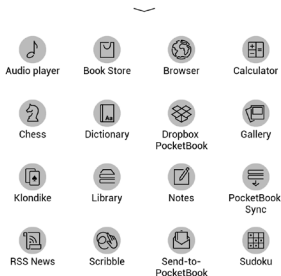 Audio player Book Store Browser Calculator
Chess Dictionary Dropbox PocketBook Gallery
Klondike Library Notes PocketBook Sync
RSS News Scribble Send-to-PocketBook Sudoku